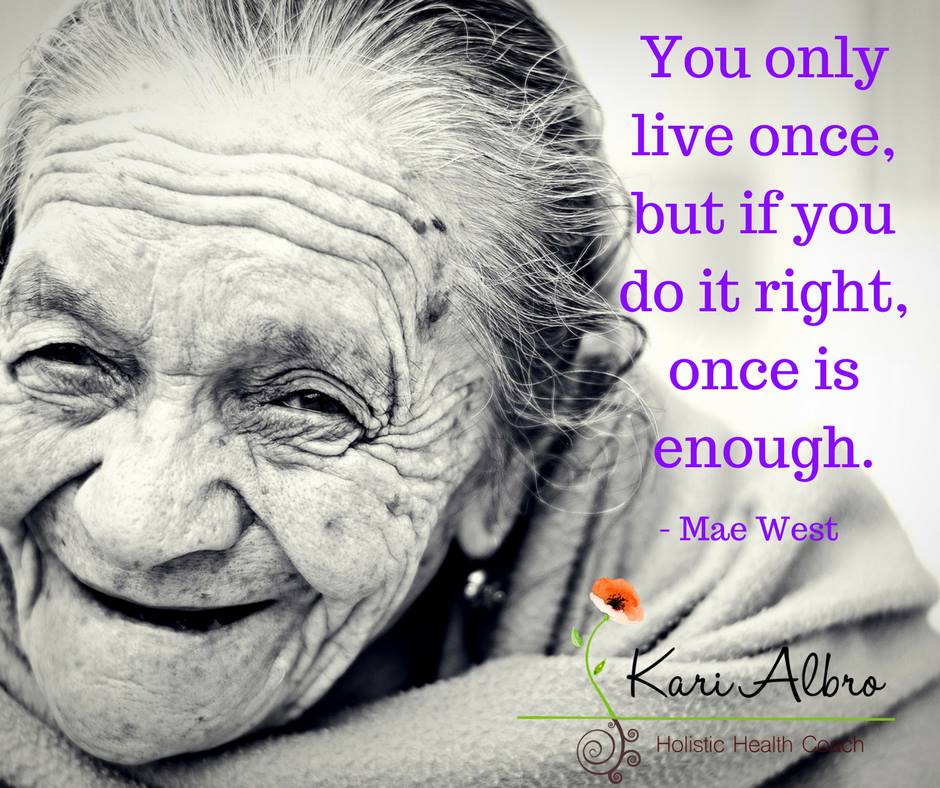 You only
live once,
but if you
do it right,
once is
enough.
- Mae West
Kari Albro
Holistic Health Coach